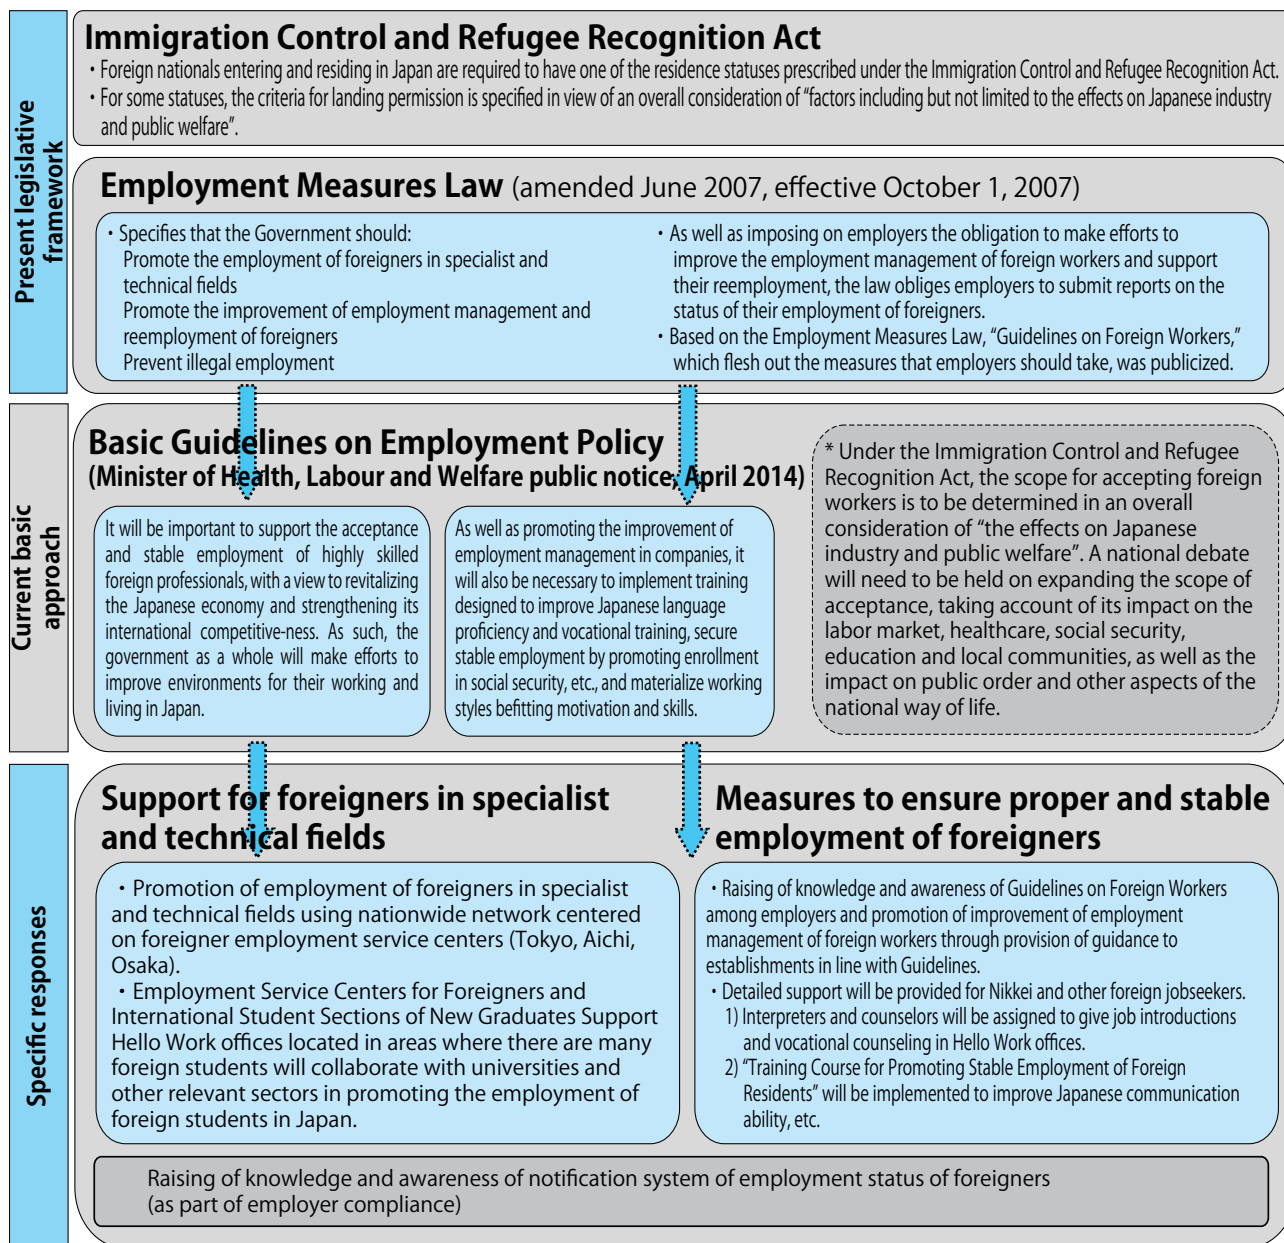 Present legislative
framework
Immigration Control and Refugee Recognition Act
・Foreign nationals entering and residing in Japan are required to have one of the residence statuses prescribed under the Immigration Control and Refugee Recognition Act.
・For some statuses, the criteria for landing permission is specified in view of an overall consideration of “factors including but not limited to the effects on Japanese industry
and public welfare”.
Employment Measures Law (amended June 2007, effective October 1, 2007)
・Specifies that the Government should:
Promote the employment of foreigners in specialist and
technical fields
Promote the improvement of employment management and
reemployment of foreigners
Prevent illegal employment
・As well as imposing on employers the obligation to make efforts to
improve the employment management of foreign workers and support
their reemployment, the law obliges employers to submit reports on the
status of their employment of foreigners.
・Based on the Employment Measures Law, “Guidelines on Foreign Workers,”
which flesh out the measures that employers should take, was publicized.
Current basic
approach
Basic Guidelines on Employment Policy
(Minister of Health, Labour and Welfare public notice, April 2014)
It will be important to support the acceptance
and stable employment of highly skilled
foreign professionals, with a view to revitalizing
the Japanese economy and strengthening its
international competitive-ness. As such, the
government as a whole will make efforts to
improve environments for their working and
living in Japan.
As well as promoting the improvement of
employment management in companies, it
will also be necessary to implement training
designed to improve Japanese language
proficiency and vocational training, secure
stable employment by promoting enrollment
in social security, etc., and materialize working
styles befitting motivation and skills.
* Under the Immigration Control and Refugee
Recognition Act, the scope for accepting foreign
workers is to be determined in an overall
consideration of “the effects on Japanese
industry and public welfare”. A national debate
will need to be held on expanding the scope of
acceptance, taking account of its impact on the
labor market, healthcare, social security,
education and local communities, as well as the
impact on public order and other aspects of the
national way of life.
Specific responses
Support for foreigners in specialist
and technical fields
・Promotion of employment of foreigners in specialist
and technical fields using nationwide network centered
on foreigner employment service centers (Tokyo, Aichi,
Osaka).
・Employment Service Centers for Foreigners and
International Student Sections of New Graduates Support
Hello Work offices located in areas where there are many
foreign students will collaborate with universities and
other relevant sectors in promoting the employment of
foreign students in Japan.
Measures to ensure proper and stable
employment of foreigners
・Raising of knowledge and awareness of Guidelines on Foreign Workers
among employers and promotion of improvement of employment
management of foreign workers through provision of guidance to
establishments in line with Guidelines.
・Detailed support will be provided for Nikkei and other foreign jobseekers.
1) Interpreters and counselors will be assigned to give job introductions
and vocational counseling in Hello Work offices.
2) “Training Course for Promoting Stable Employment of Foreign
Residents” will be implemented to improve Japanese communication
ability, etc.
Raising of knowledge and awareness of notification system of employment status of foreigners
(as part of employer compliance)